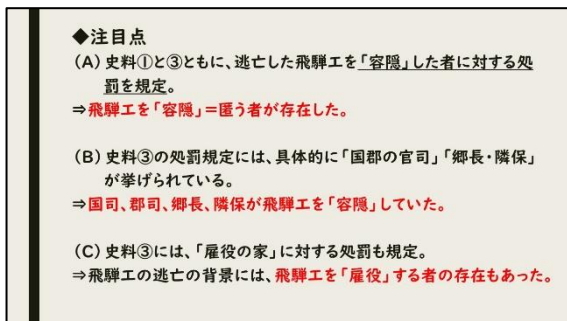 ◆注目点
(A)史料①と③ともに、逃亡した飛騨工を「容隠」した者に対する処
罰を規定。
⇒飛騨工を「容隠」＝匿う者が存在した。
(B)史料③の処罰規定には、具体的に「国郡の官司」「郷長・隣保」
が挙げられている。
⇒国司、郡司、郷長、隣保が飛騨工を「容隠」していた。
(C)史料③には、「雇役の家」に対する処罰も規定。
⇒飛騨工の逃亡の背景には、飛騨工を「雇役」する者の存在もあった。